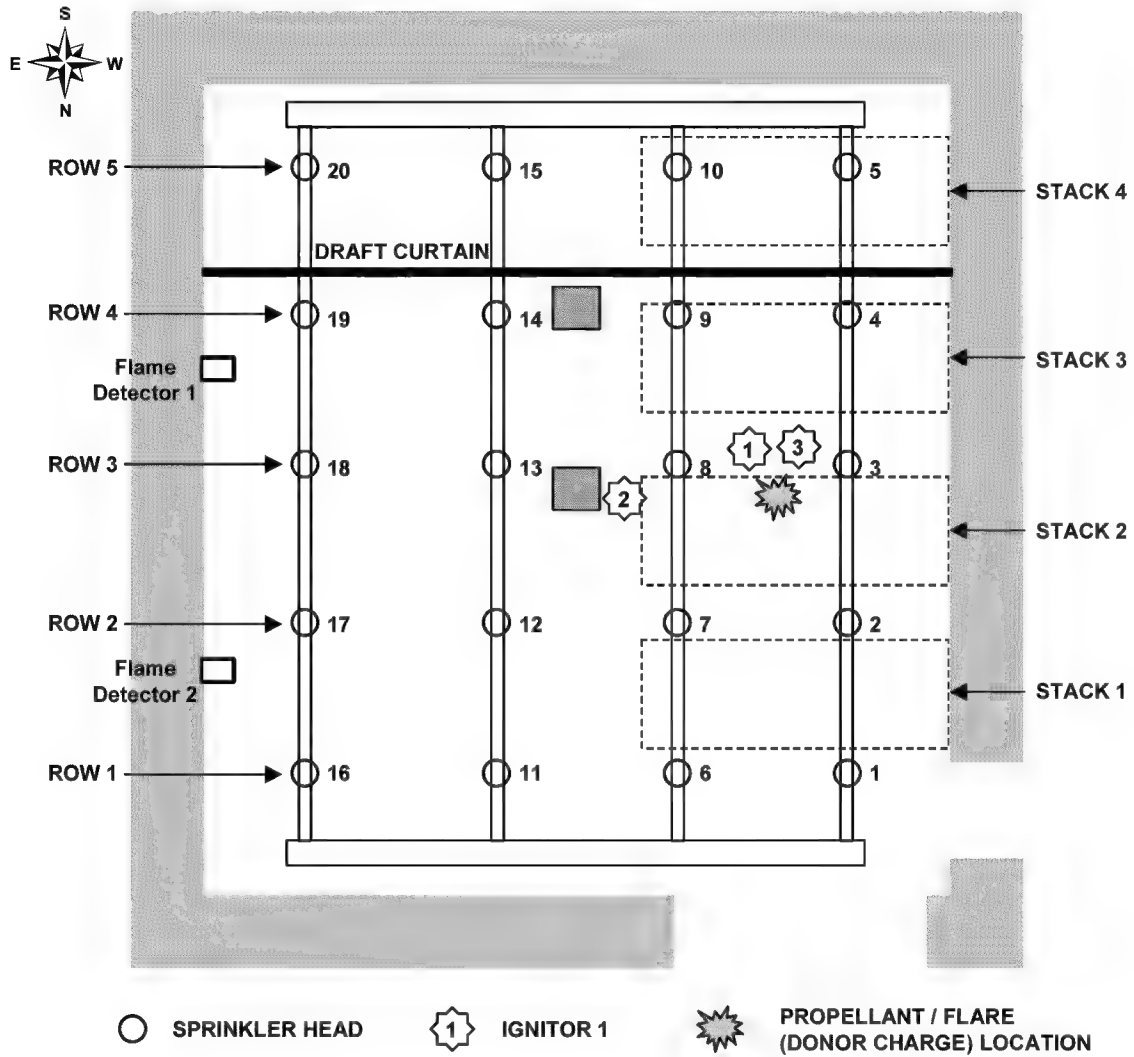 S
E W
N
ROW 5
20
15
10
5
STACK 4
DRAFT CURTAIN
ROW 4
19
14
9
4
Flame
Detector 1
STACK 3
1
3
ROW 3
18
13
8
3
2
STACK 2
ROW 2
17
12
7
2
Flame
Detector 2
STACK 1
ROW 1
16
11
6
1
SPRINKLER HEAD
1
IGNITOR 1
PROPELLANT / FLARE
(DONOR CHARGE) LOCATION